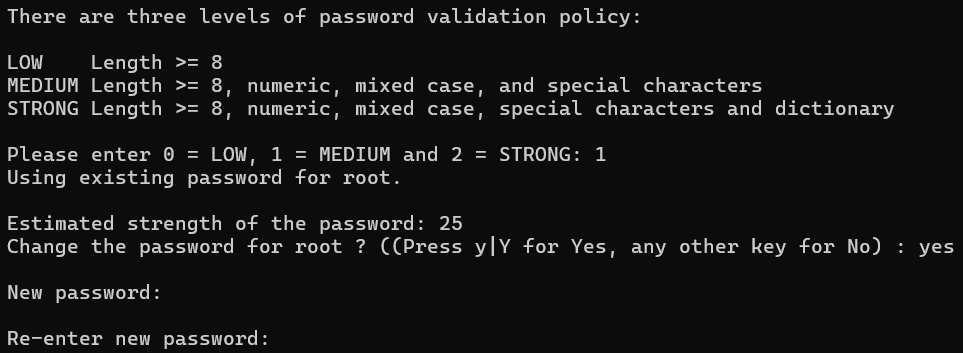 There are three levels of password validation policy:
LOW    Length >= 8
MEDIUM Length >= 8, numeric, mixed case, and special characters
STRONG Length >= 8, numeric, mixed case, special characters and dictionary
Please enter 0 = LOW, 1 = MEDIUM and 2 = STRONG: 1
Using existing password for root.
Estimated strength of the password: 25
Change the password for root ? ((Press y|Y for Yes, any other key for No) : yes
New password:
Re-enter new password: